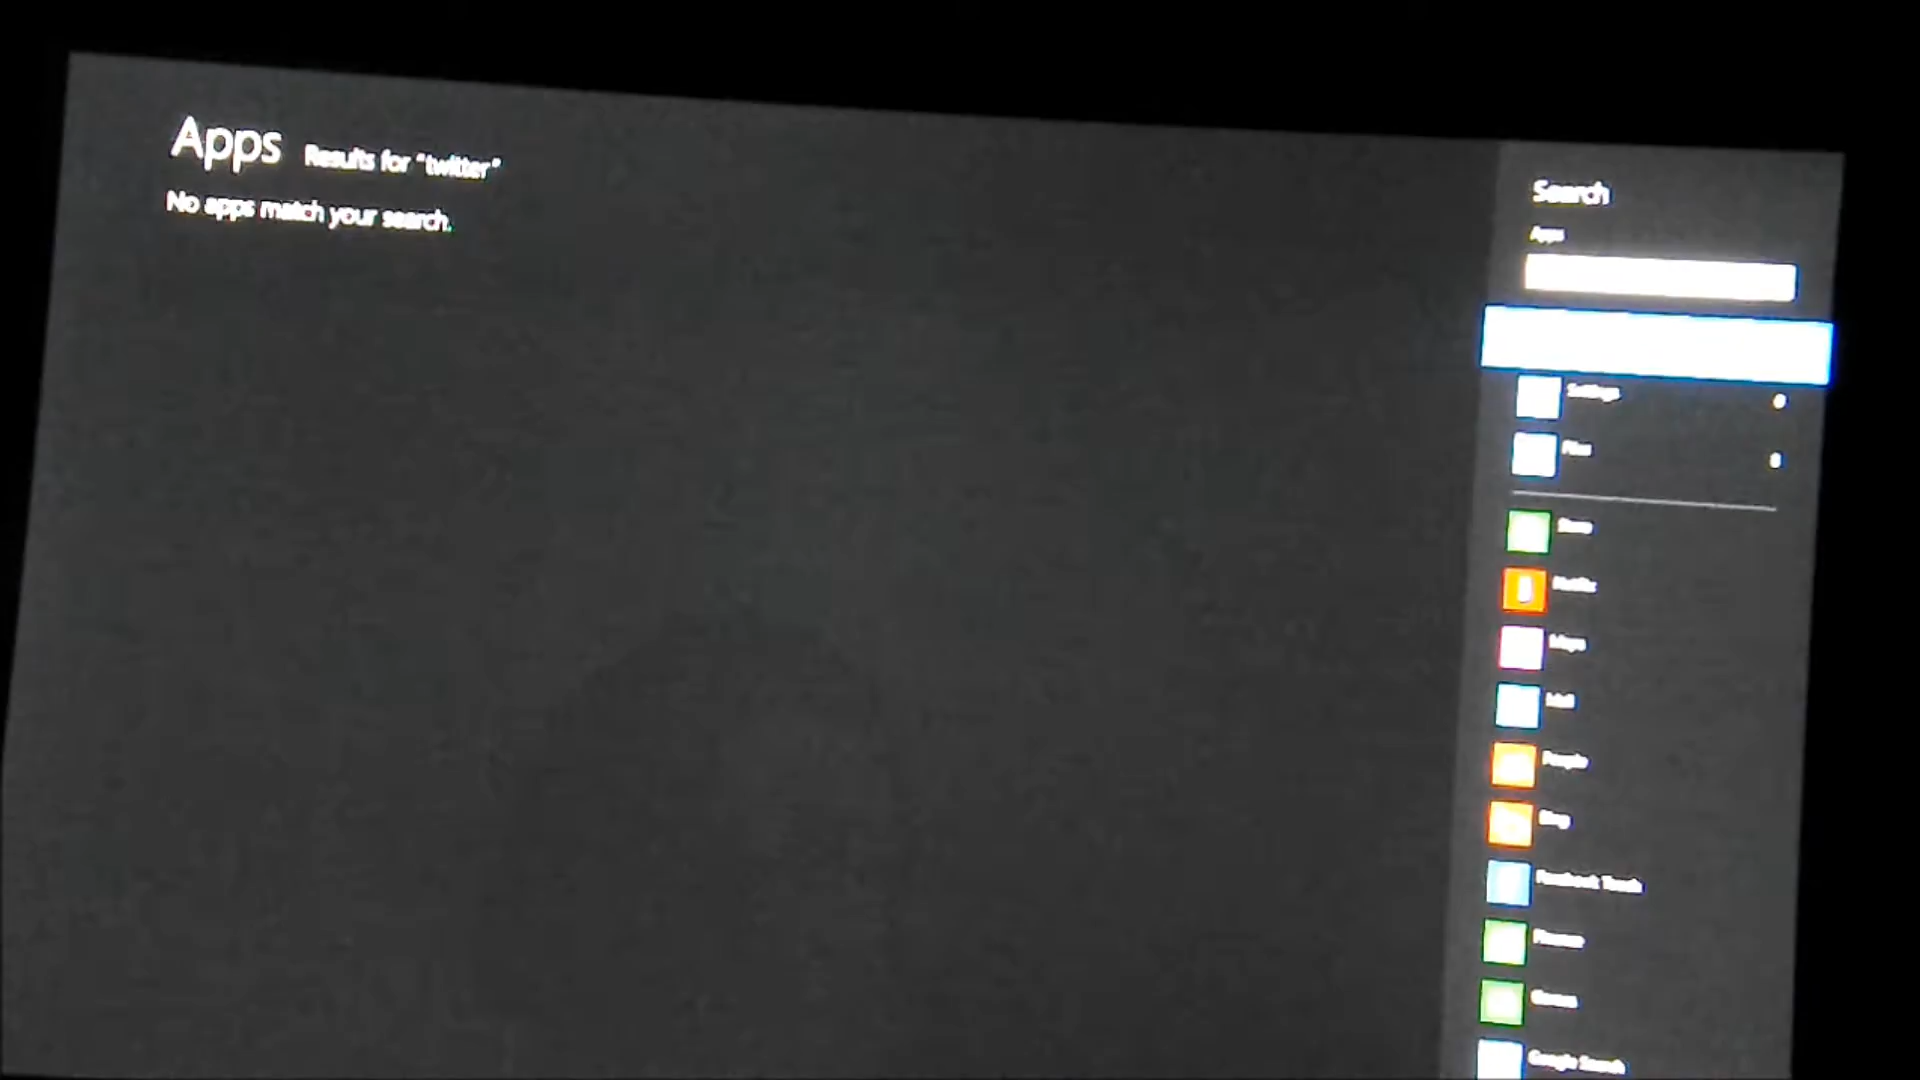 Apps Results for "twitter"
No apps match your search.
Search
Apps
Settings
Files
Store
Netflix
Maps
Mail
People
Bing
Facebook Touch
Finance
Games
Google Search